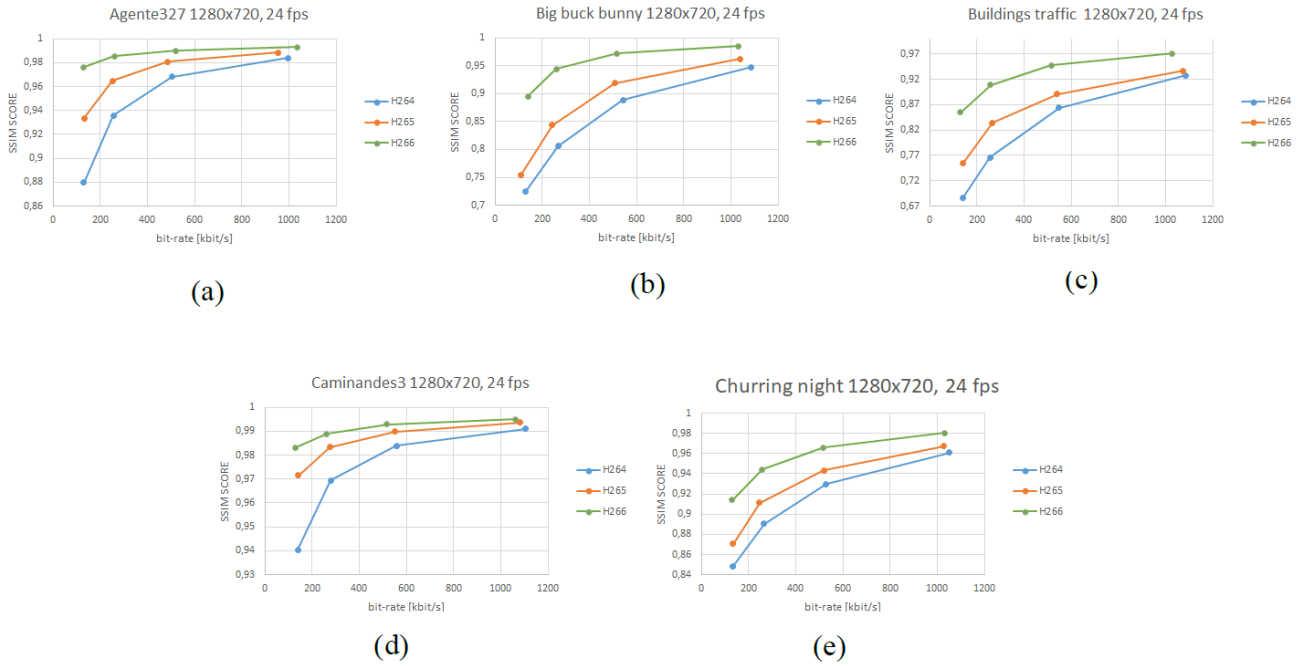 Agente327 1280x720, 24 fps
1
0,98
0,96
0,94
0,92
0,9
0,88
0,86
SSIM SCORE
0 200 400 600 800 1000 1200
bit-rate [kbit/s]
H264
H265
H266
(a)
Big buck bunny 1280x720, 24 fps
1
0,95
0,9
0,85
0,8
0,75
0,7
SSIM SCORE
0 200 400 600 800 1000 1200
bit-rate [kbit/s]
H264
H265
H266
(b)
Buildings traffic 1280x720, 24 fps
0,97
0,92
0,87
0,82
0,77
0,72
0,67
SSIM SCORE
0 200 400 600 800 1000 1200
bit-rate [kbit/s]
H264
H265
H266
(c)
Caminandes3 1280x720, 24 fps
1
0,99
0,98
0,97
0,96
0,95
0,94
0,93
SSIM SCORE
0 200 400 600 800 1000 1200
bit-rate [kbit/s]
H264
H265
H266
(d)
Churring night 1280x720, 24 fps
1
0,98
0,96
0,94
0,92
0,9
0,88
0,86
0,84
SSIM SCORE
0 200 400 600 800 1000 1200
bit-rate [kbit/s]
H264
H265
H266
(e)